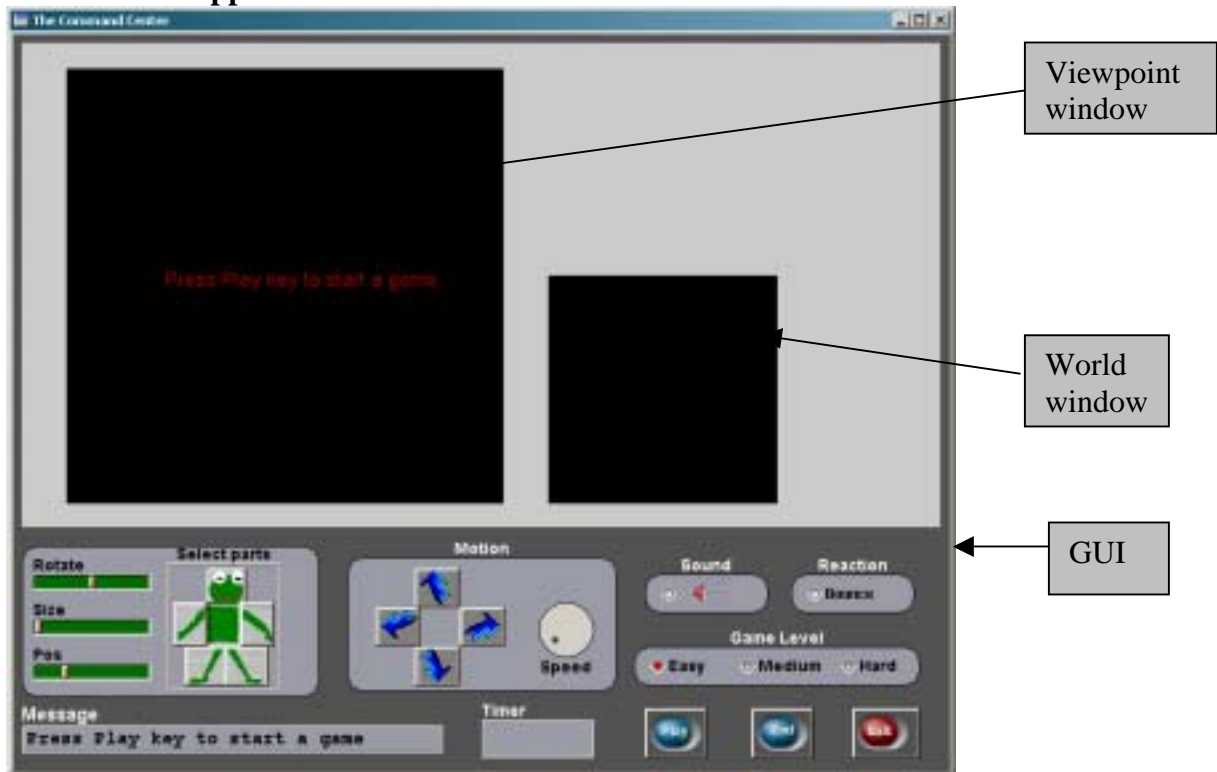 The Command Center
Viewpoint
window
Press Play key to start a game
World
window
GUI
Rotate
Size
Pos
Select parts
Motion
Speed
Sound
Reaction
Bounce
Game Level
Easy Medium Hard
Message
Press Play key to start a game
Timer
Play